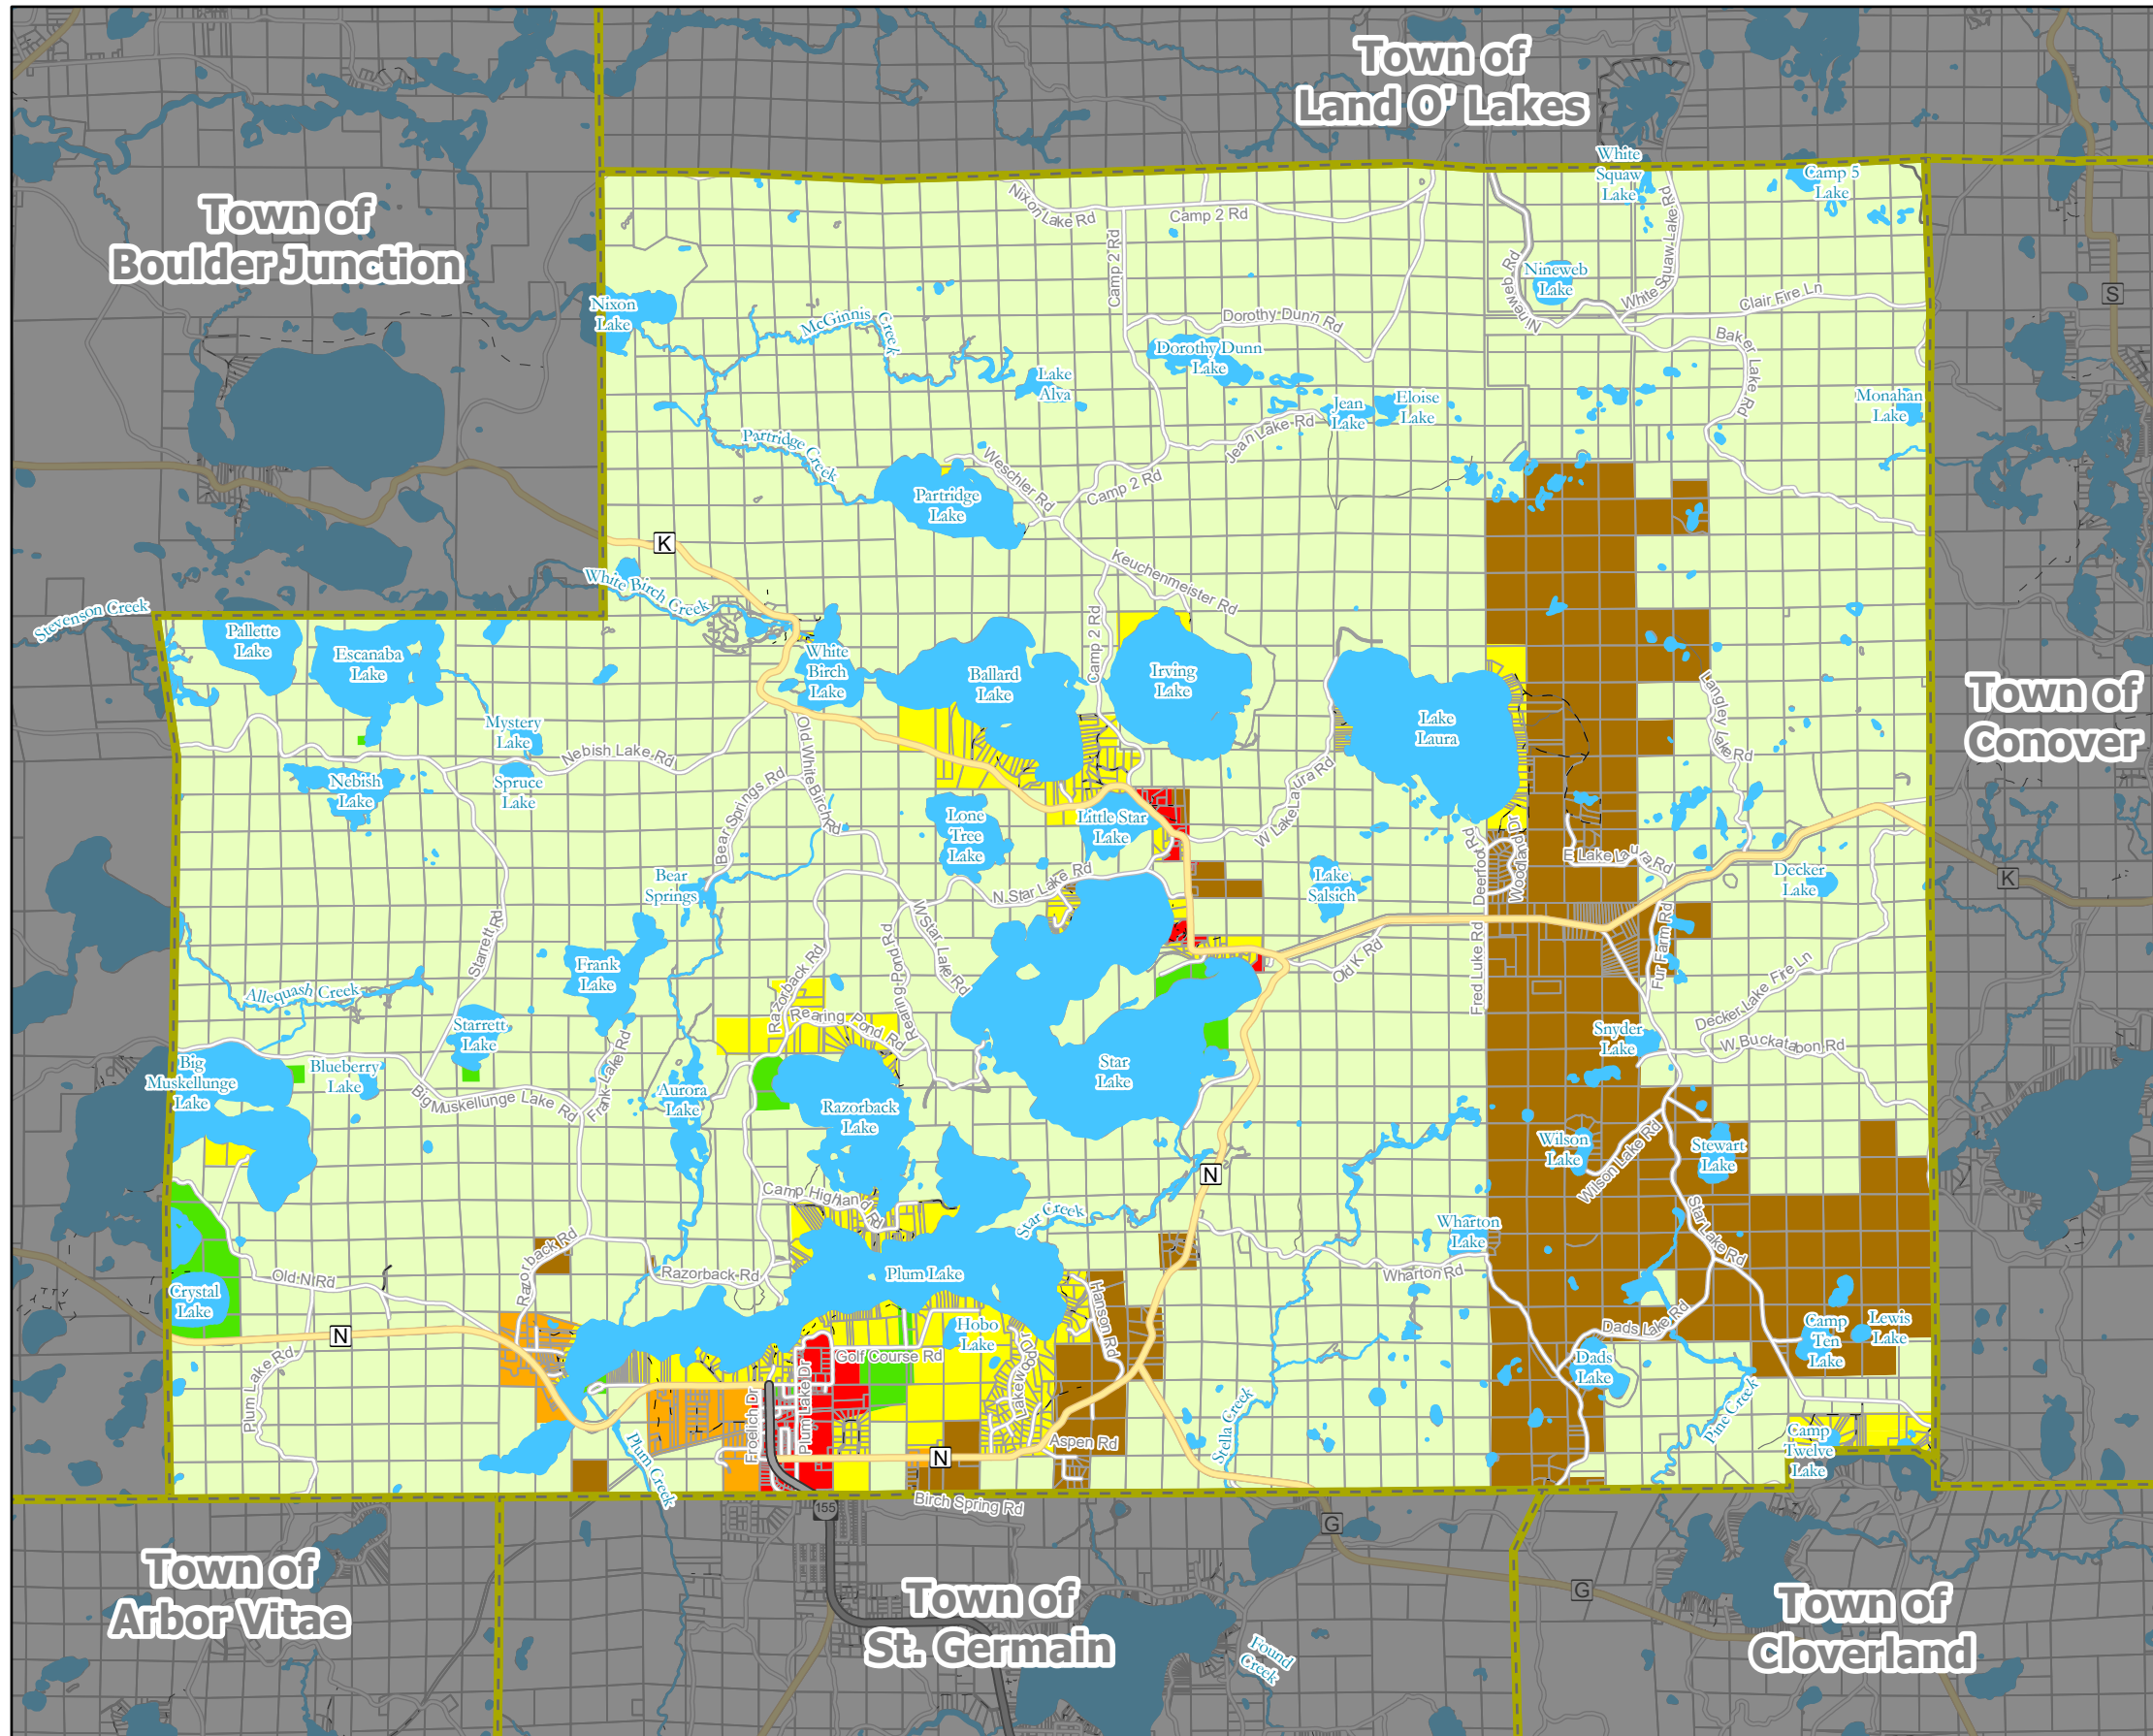 Town of
Land O' Lakes
Town of
Boulder Junction
White
Squaw
Lake
Camp 5
Lake
Nixon Lake Rd
Camp 2 Rd
Camp 2 Rd
White Squaw Lake Rd
Nineweb Rd
Nineweb
Lake
Clair Fire Ln
S
Nixon
Lake
McGinnis Creek
Dorothy Dunn Rd
Baker Lake Rd
Dorothy Dunn
Lake
Lake
Alva
Jean
Lake
Eloise
Lake
Monahan
Lake
Jean Lake Rd
Partridge Creek
Weschler Rd
Camp 2 Rd
Partridge
Lake
K
Keuchenmeister Rd
White Birch Creek
Stevenson Creek
Pallette
Lake
Escanaba
Lake
White
Birch
Lake
Ballard
Lake
Camp 2 Rd
Irving
Lake
Lake
Laura
Langley Lake Rd
Town of
Conover
Mystery
Lake
Nebish Lake Rd
Old White Birch Rd
Nebish
Lake
Spruce
Lake
Bear Springs Rd
W Lake Laura Rd
Lone
Tree
Lake
Little Star
Lake
Deerfoot Rd
Woodland Dr
E Lake Laura Rd
Bear
Springs
N Star Lake Rd
Lake
Salsich
Decker
Lake
K
Starrett Rd
W Star Lake Rd
Razorback Rd
Rearing Pond Rd
Old K Rd
Fred Luke Rd
Fur Farm Rd
Frank
Lake
Allequash Creek
Decker Lake Fire Ln
Rearing Pond Rd
Starrett
Lake
Snyder
Lake
W Buckatabon Rd
Big
Muskellunge
Lake
Blueberry
Lake
Big Muskellunge Lake Rd
Frank Lake Rd
Aurora
Lake
Star
Lake
Razorback
Lake
Wilson
Lake
Wilson Lake Rd
Stewart
Lake
N
Camp Highland Rd
Star Creek
Wharton
Lake
Star Lake Rd
Razorback Rd
Razorback Rd
Plum Lake
Wharton Rd
Old N Rd
Crystal
Lake
Hanson Rd
N
Hobo
Lake
Dads Lake Rd
Camp
Ten
Lake
Lewis
Lake
Golf Course Rd
Dads
Lake
Plum Lake Rd
Plum Lake Dr
Lakewood Dr
Froelich Dr
Stella Creek
Pine Creek
Plum Creek
N
Aspen Rd
Camp
Twelve
Lake
155
Birch Spring Rd
G
G
Town of
Arbor Vitae
Town of
St. Germain
Found
Creek
Town of
Cloverland